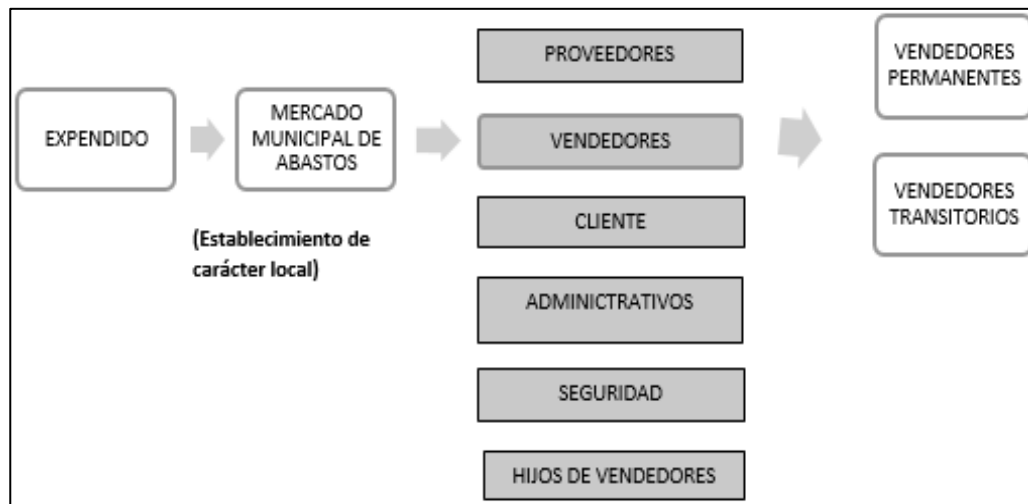 EXPENDIDO
MERCADO
MUNICIPAL DE
ABASTOS
(Establecimiento de
carácter local)
PROVEEDORES
VENDEDORES
CLIENTE
ADMINICTRATIVOS
SEGURIDAD
HIJOS DE VENDEDORES
VENDEDORES
PERMANENTES
VENDEDORES
TRANSITORIOS